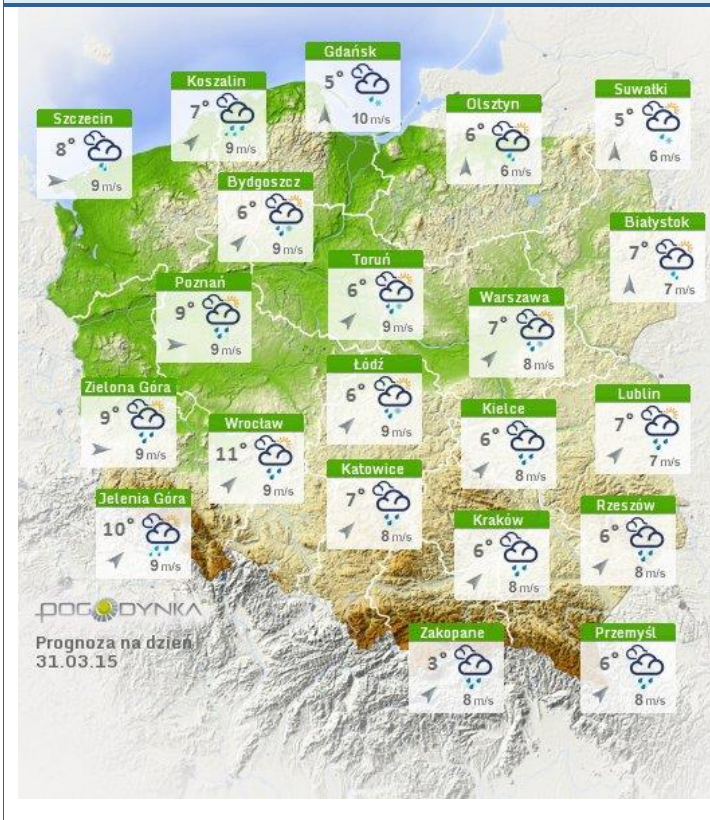 Gdańsk
5°
10 m/s
Koszalin
7°
9 m/s
Suwałki
5°
6 m/s
Olsztyn
6°
6 m/s
Szczecin
8°
9 m/s
Bydgoszcz
6°
9 m/s
Białystok
7°
7 m/s
Toruń
6°
9 m/s
Poznań
9°
9 m/s
Warszawa
7°
8 m/s
Łódź
6°
9 m/s
Zielona Góra
9°
9 m/s
Lublin
7°
7 m/s
Kielce
6°
8 m/s
Wrocław
11°
9 m/s
Katowice
7°
8 m/s
Jelenia Góra
10°
9 m/s
Rzeszów
6°
8 m/s
Kraków
6°
8 m/s
POGODYNKA
Prognoza na dzień
31.03.15
Zakopane
3°
8 m/s
Przemyśl
6°
8 m/s